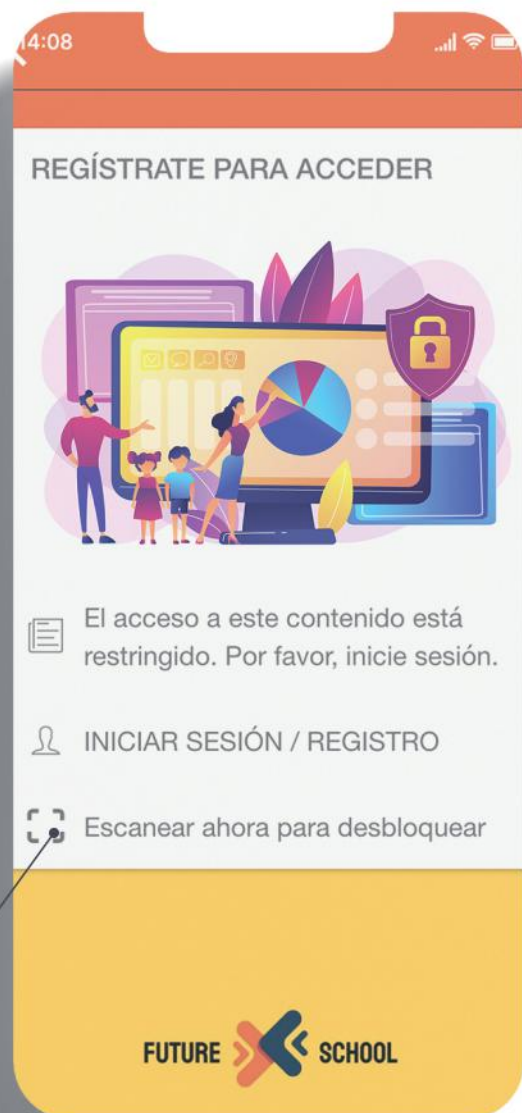 14:08
REGÍSTRATE PARA ACCEDER
El acceso a este contenido está
restringido. Por favor, inicie sesión.
INICIAR SESIÓN / REGISTRO
Escanear ahora para desbloquear
FUTURE SCHOOL